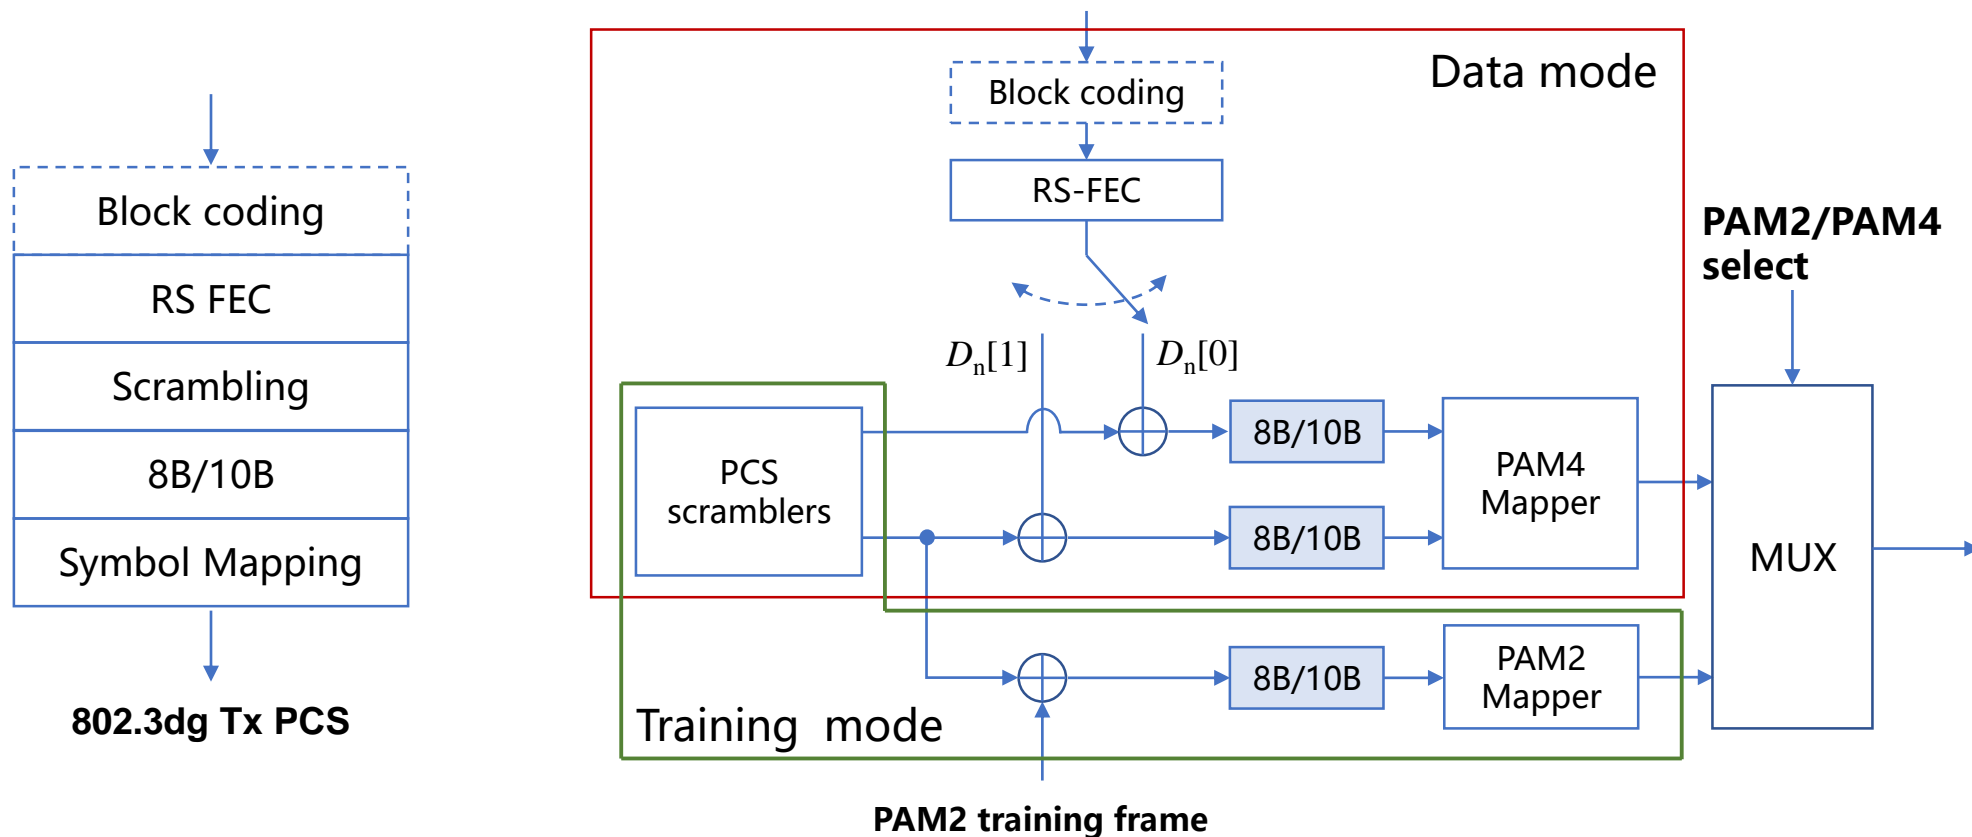 Block coding
RS FEC
Scrambling
8B/10B
Symbol Mapping
802.3dg Tx PCS
Data mode
Block coding
RS-FEC
Dn[1]
Dn[0]
PCS
scramblers
8B/10B
8B/10B
PAM4
Mapper
PAM2/PAM4
select
MUX
8B/10B
PAM2
Mapper
Training mode
PAM2 training frame